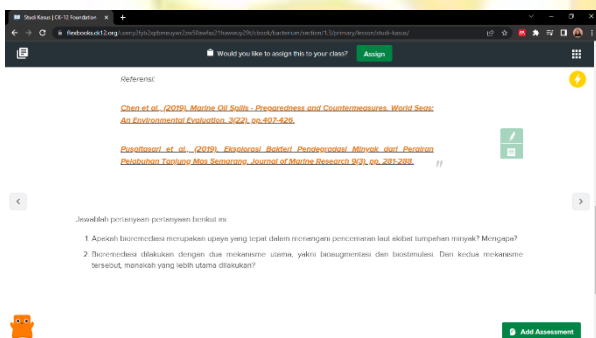 Studi Kasus | CK-12 Foundation
Would you like to assign this to your class? Assign
Referensi:
Chen et al., (2019). Marine Oil Spills - Preparedness and Countermeasures. World Seas:
An Environmental Evaluation. 3(22), pp.407-426.
Puspitasari et al., (2019). Eksplorasi Bakteri Pendegradasi Minyak dari Perairan
Pelabuhan Tanjung Mas Semarang. Journal of Marine Research 9(3), pp. 281-288.
Jawablah pertanyaan-pertanyaan berikut ini:
1. Apakah bioremediasi merupakan upaya yang tepat dalam menangani pencemaran laut akibat tumpahan minyak? Mengapa?
2. Bioremediasi dilakukan dengan dua mekanisme utama, yakni bioaugmentasi dan biostimulasi. Dari kedua mekanisme
tersebut, manakah yang lebih utama dilakukan?
Add Assessment